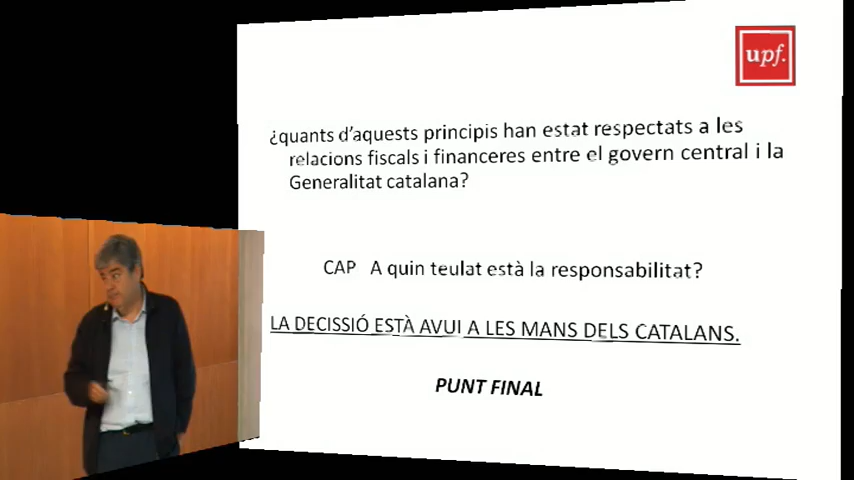 upf.
¿quants d'aquests principis han estat respectats a les
relacions fiscals i financeres entre el govern central i la
Generalitat catalana?
CAP A quin teulat està la responsabilitat?
LA DECISSIÓ ESTÀ AVUI A LES MANS DELS CATALANS.
PUNT FINAL